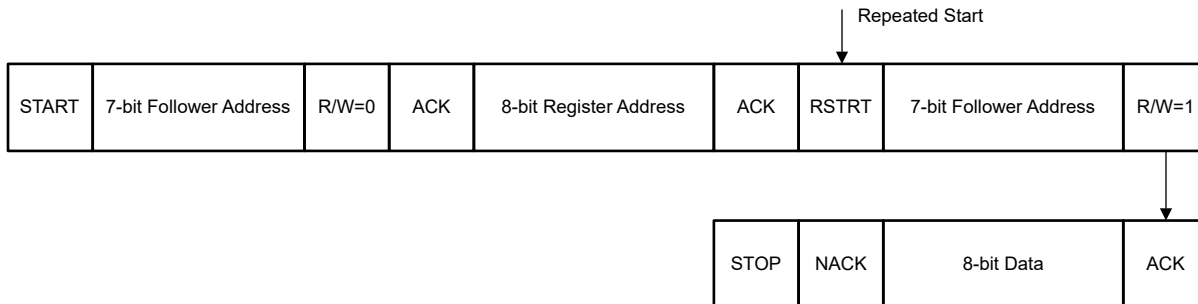 Repeated Start
START 7-bit Follower Address R/W=0 ACK 8-bit Register Address ACK RSTRT 7-bit Follower Address R/W=1
STOP NACK 8-bit Data ACK